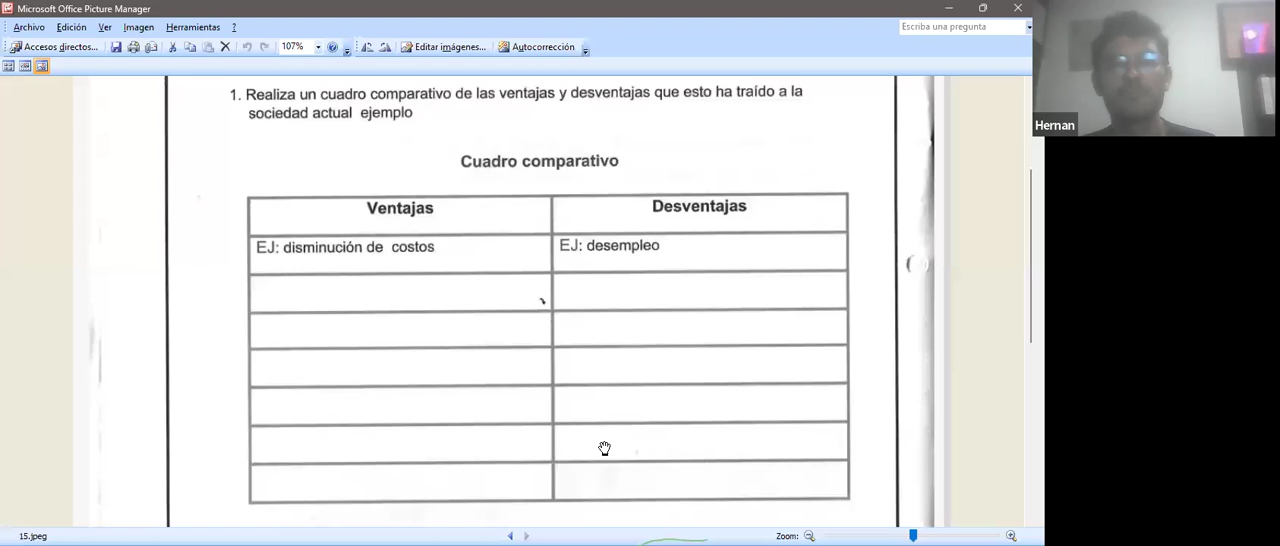 Microsoft Office Picture Manager
Archivo Edición Ver Imagen Herramientas ?
Escriba una pregunta
Accesos directos... 107% Editar imágenes... Autocorrección
Hernan
1. Realiza un cuadro comparativo de las ventajas y desventajas que esto ha traído a la
sociedad actual ejemplo
Cuadro comparativo
Ventajas Desventajas
EJ: disminución de costos EJ: desempleo
15.jpeg Zoom: